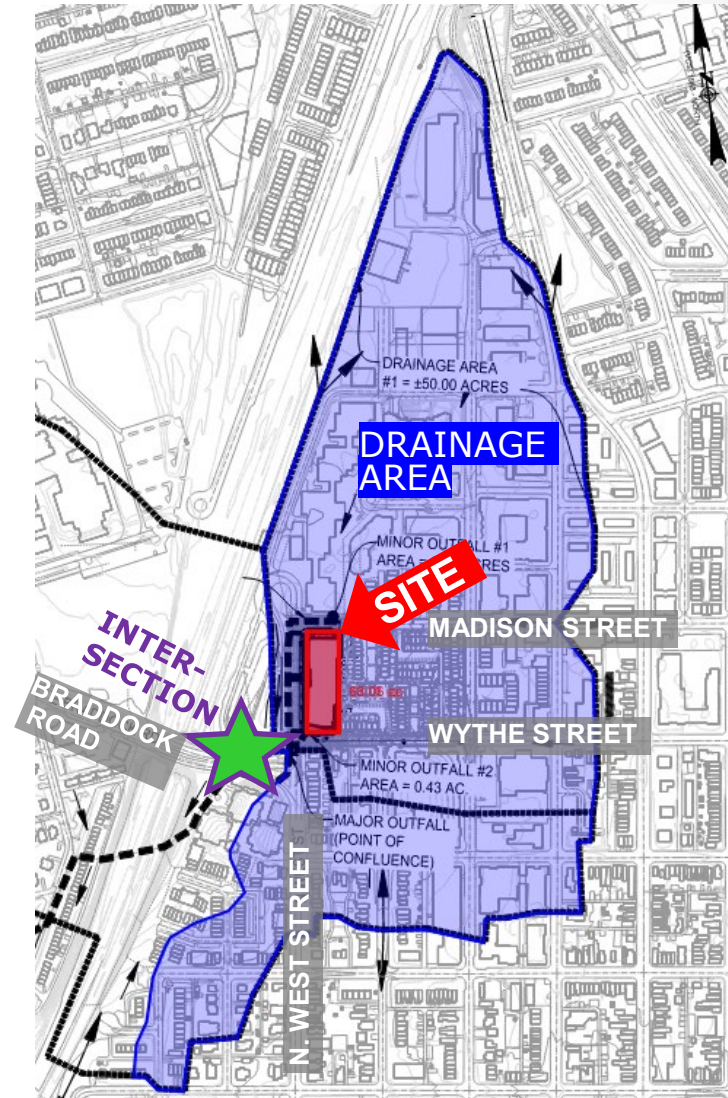 N
DRAINAGE AREA
#1 = ±50.00 ACRES
DRAINAGE
AREA
MINOR OUTFALL #1
AREA = ACRES
SITE
MADISON STREET
INTER-
SECTION
BRADDOCK
ROAD
WYTHE STREET
MINOR OUTFALL #2
AREA = 0.43 AC.
MAJOR OUTFALL
(POINT OF
CONFLUENCE)
N WEST STREET